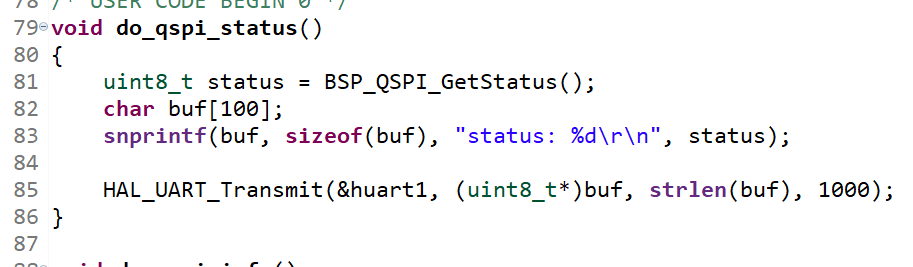 78 /* USER CODE BEGIN 0 */
79 void do_qspi_status()
80 {
81 uint8_t status = BSP_QSPI_GetStatus();
82 char buf[100];
83 snprintf(buf, sizeof(buf), "status: %d\r\n", status);
84
85 HAL_UART_Transmit(&huart1, (uint8_t*)buf, strlen(buf), 1000);
86 }
87